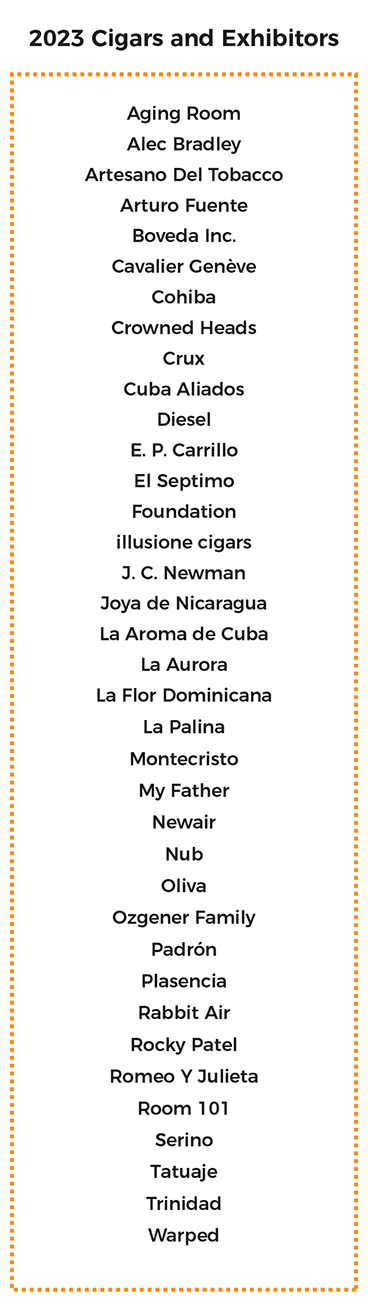 2023 Cigars and Exhibitors
Aging Room
Alec Bradley
Artesano Del Tobacco
Arturo Fuente
Boveda Inc.
Cavalier Genève
Cohiba
Crowned Heads
Crux
Cuba Aliados
Diesel
E. P. Carrillo
El Septimo
Foundation
illusione cigars
J. C. Newman
Joya de Nicaragua
La Aroma de Cuba
La Aurora
La Flor Dominicana
La Palina
Montecristo
My Father
Newair
Nub
Oliva
Ozgener Family
Padrón
Plasencia
Rabbit Air
Rocky Patel
Romeo Y Julieta
Room 101
Serino
Tatuaje
Trinidad
Warped